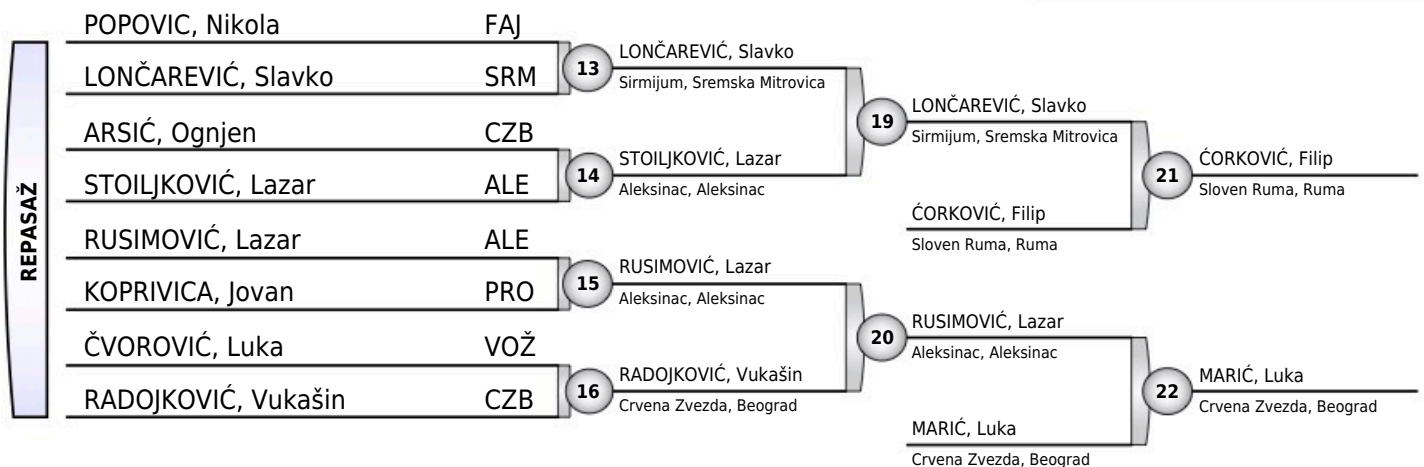 REPASAŽ
POPOVIC, Nikola FAJ
LONČAREVIĆ, Slavko SRM
ARSIĆ, Ognjen CZB
STOILJKOVIĆ, Lazar ALE
RUSIMOVIĆ, Lazar ALE
KOPRIVICA, Jovan PRO
ČVOROVIĆ, Luka VOŽ
RADOJKOVIĆ, Vukašin CZB
13
LONČAREVIĆ, Slavko
Sirmijum, Sremska Mitrovica
14
STOILJKOVIĆ, Lazar
Aleksinac, Aleksinac
15
RUSIMOVIĆ, Lazar
Aleksinac, Aleksinac
16
RADOJKOVIĆ, Vukašin
Crvena Zvezda, Beograd
19
LONČAREVIĆ, Slavko
Sirmijum, Sremska Mitrovica
ĆORKOVIĆ, Filip
Sloven Ruma, Ruma
20
RUSIMOVIĆ, Lazar
Aleksinac, Aleksinac
MARIĆ, Luka
Crvena Zvezda, Beograd
21
ĆORKOVIĆ, Filip
Sloven Ruma, Ruma
22
MARIĆ, Luka
Crvena Zvezda, Beograd